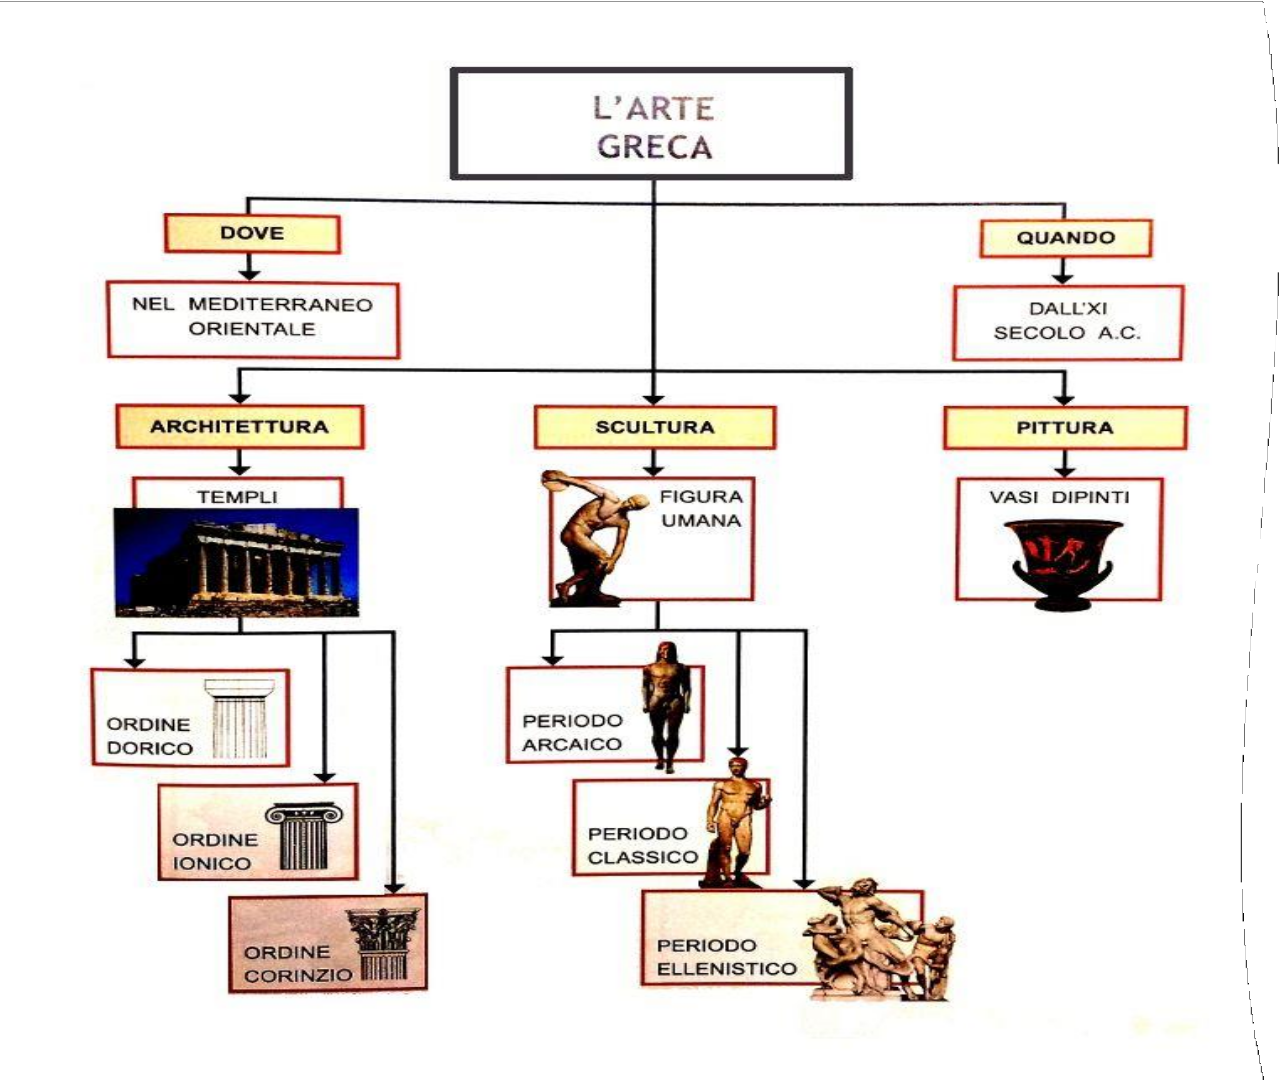 L'ARTE
GRECA
DOVE
QUANDO
NEL MEDITERRANEO
ORIENTALE
DALL'XI
SECOLO A.C.
ARCHITETTURA
SCULTURA
PITTURA
TEMPLI
FIGURA
UMANA
VASI DIPINTI
ORDINE
DORICO
ORDINE
IONICO
ORDINE
CORINZIO
PERIODO
ARCAICO
PERIODO
CLASSICO
PERIODO
ELLENISTICO